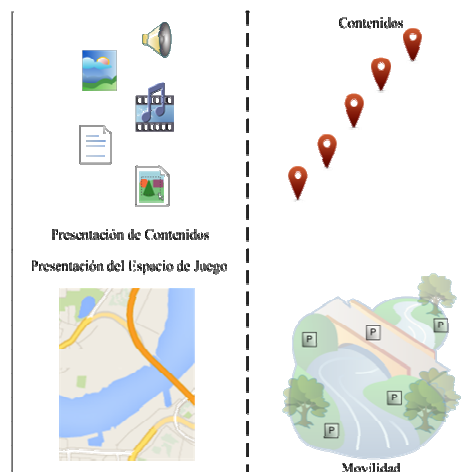 Contenidos
Presentación de Contenidos
Presentación del Espacio de Juego
P
P
P
P
P
Movilidad